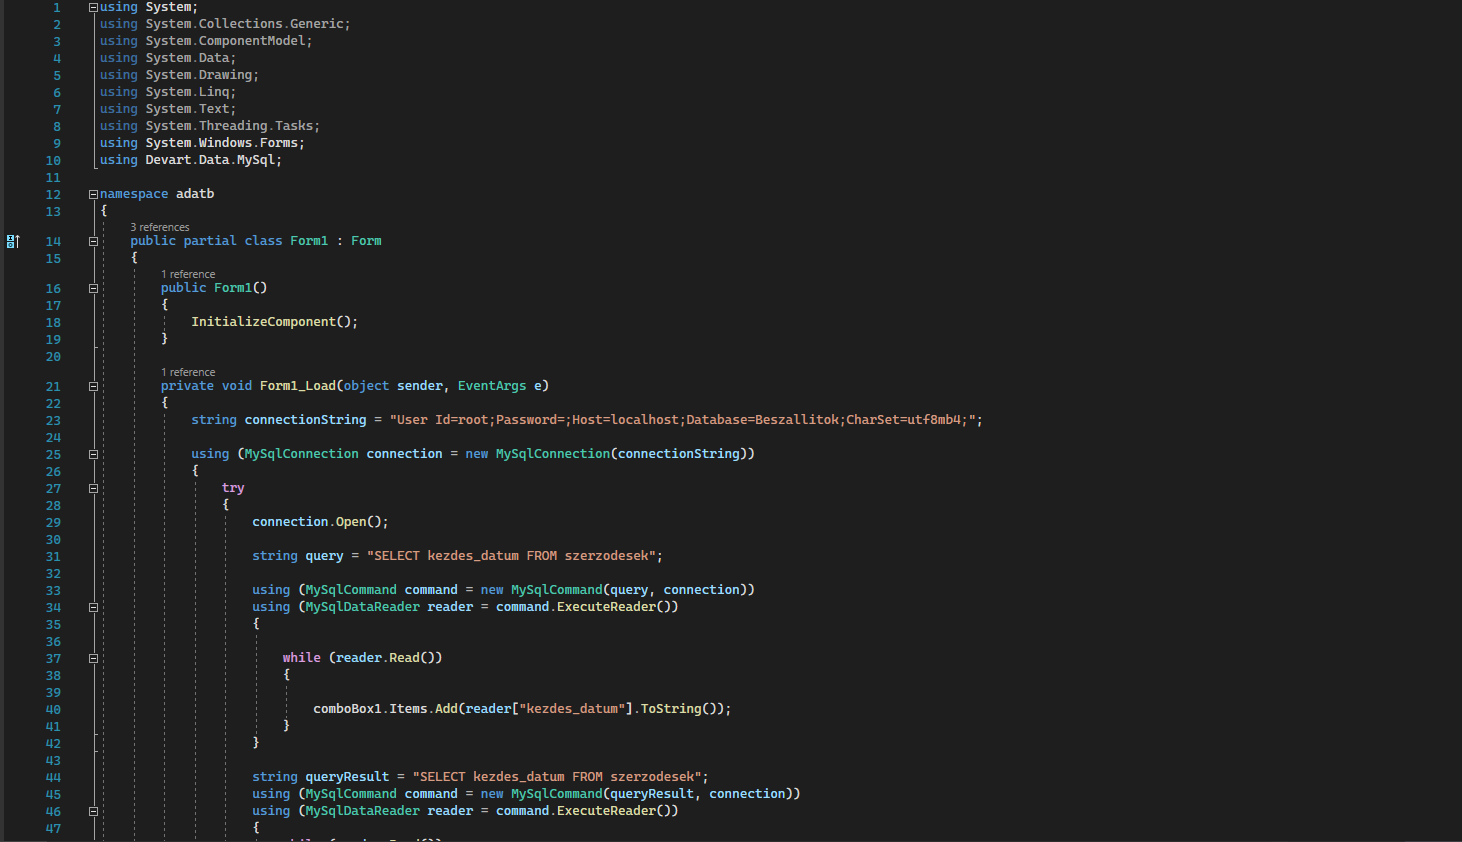 1 using System;
2 using System.Collections.Generic;
3 using System.ComponentModel;
4 using System.Data;
5 using System.Drawing;
6 using System.Linq;
7 using System.Text;
8 using System.Threading.Tasks;
9 using System.Windows.Forms;
10 using Devart.Data.MySql;
11
12 namespace adatb
13 {
3 references
14 public partial class Form1 : Form
15 {
1 reference
16 public Form1()
17 {
18 InitializeComponent();
19 }
20
1 reference
21 private void Form1_Load(object sender, EventArgs e)
22 {
23 string connectionString = "User Id=root;Password=;Host=localhost;Database=Beszallitok;CharSet=utf8mb4;";
24
25 using (MySqlConnection connection = new MySqlConnection(connectionString))
26 {
27 try
28 {
29 connection.Open();
30
31 string query = "SELECT kezdes_datum FROM szerzodesek";
32
33 using (MySqlCommand command = new MySqlCommand(query, connection))
34 using (MySqlDataReader reader = command.ExecuteReader())
35 {
36
37 while (reader.Read())
38 {
39
40 comboBox1.Items.Add(reader["kezdes_datum"].ToString());
41 }
42 }
43
44 string queryResult = "SELECT kezdes_datum FROM szerzodesek";
45 using (MySqlCommand command = new MySqlCommand(queryResult, connection))
46 using (MySqlDataReader reader = command.ExecuteReader())
47 {